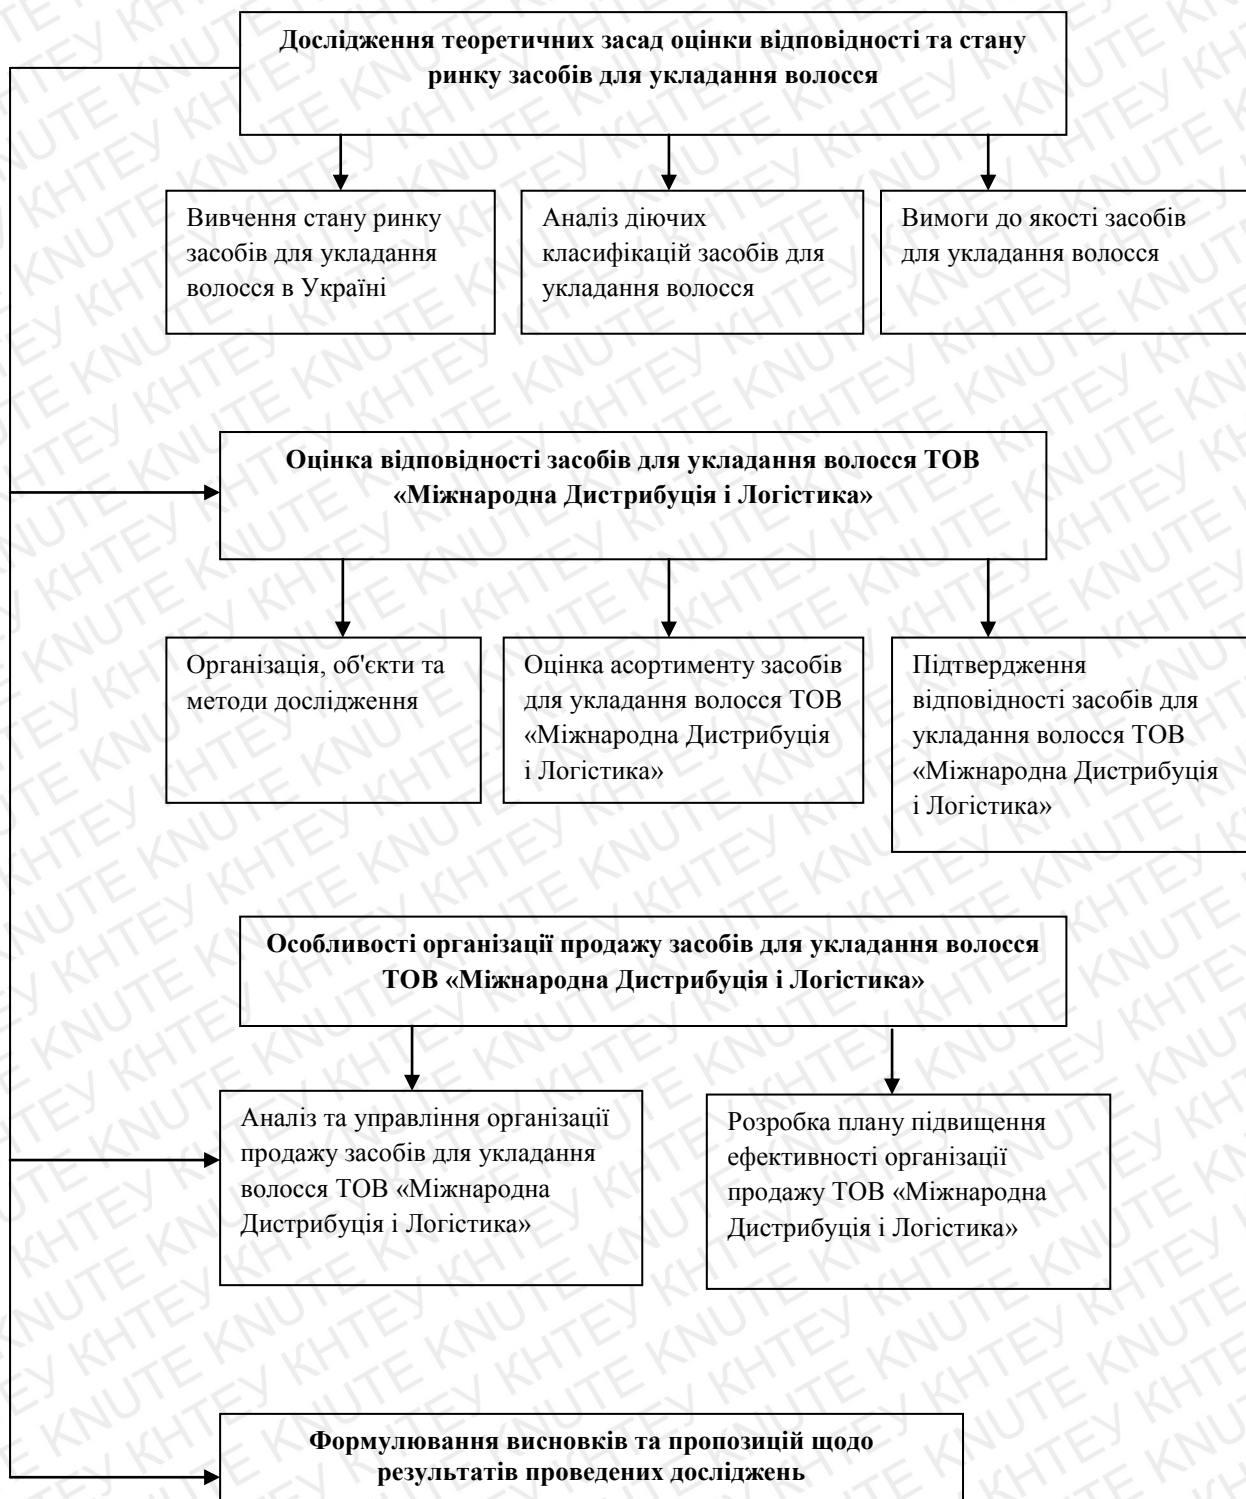 Дослідження теоретичних засад оцінки відповідності та стану
ринку засобів для укладання волосся
Вивчення стану ринку
засобів для укладання
волосся в Україні
Аналіз діючих
класифікацій засобів для
укладання волосся
Вимоги до якості засобів
для укладання волосся
Оцінка відповідності засобів для укладання волосся ТОВ
«Міжнародна Дистрибуція і Логістика»
Організація, об'єкти та
методи дослідження
Оцінка асортименту засобів
для укладання волосся ТОВ
«Міжнародна Дистрибуція
і Логістика»
Підтвердження
відповідності засобів для
укладання волосся ТОВ
«Міжнародна Дистрибуція
і Логістика»
Особливості організації продажу засобів для укладання волосся
ТОВ «Міжнародна Дистрибуція і Логістика»
Аналіз та управління організації
продажу засобів для укладання
волосся ТОВ «Міжнародна
Дистрибуція і Логістика»
Розробка плану підвищення
ефективності організації
продажу ТОВ «Міжнародна
Дистрибуція і Логістика»
Формулювання висновків та пропозицій щодо
результатів проведених досліджень